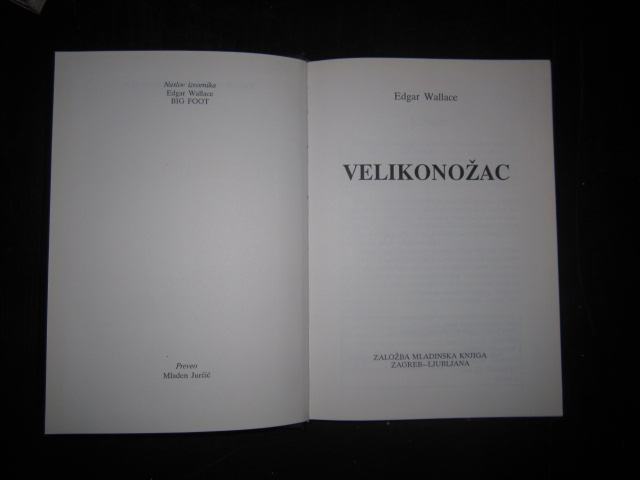 Naslov izvornika
Edgar Wallace
BIG FOOT
Preveo
Mladen Jurčić
Edgar Wallace
VELIKONOŽAC
ZALOŽBA MLADINSKA KNJIGA
ZAGREB–LJUBLJANA